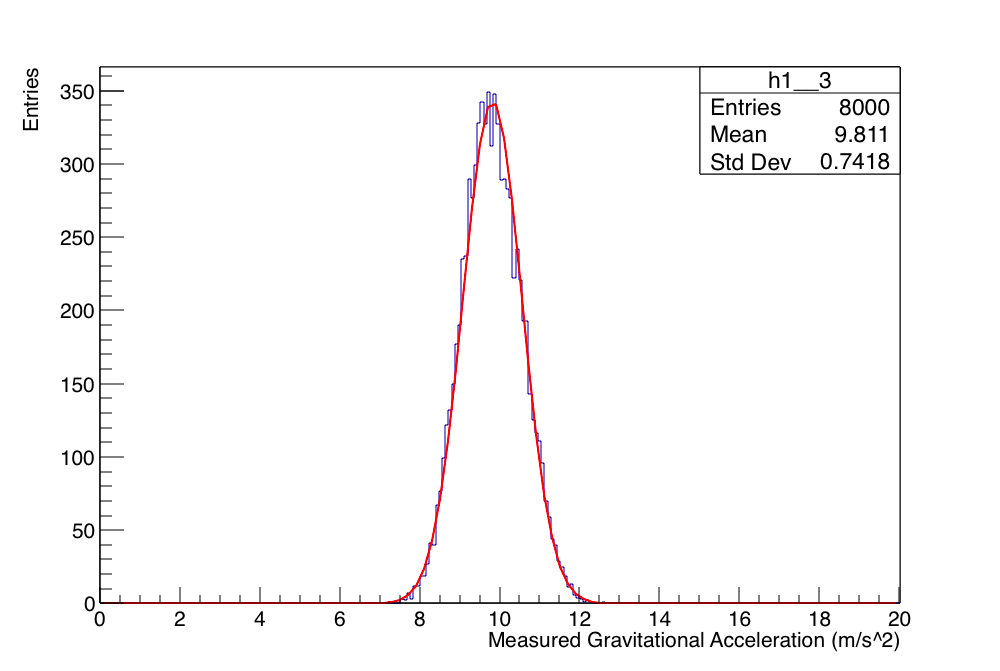 Entries
350
300
250
200
150
100
50
0
h1__3
Entries 8000
Mean 9.811
Std Dev 0.7418
0 2 4 6 8 10 12 14 16 18 20
Measured Gravitational Acceleration (m/s^2)